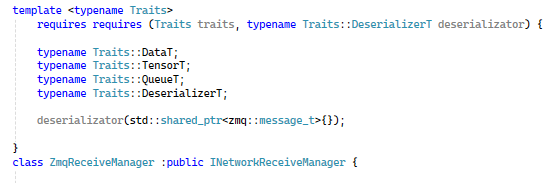 template <typename Traits>
    requires requires (Traits traits, typename Traits::DeserializerT deserializator) {

    typename Traits::DataT;
    typename Traits::TensorT;
    typename Traits::QueueT;
    typename Traits::DeserializerT;

    deserializator(std::shared_ptr<zmq::message_t>{});

}
class ZmqReceiveManager :public INetworkReceiveManager {